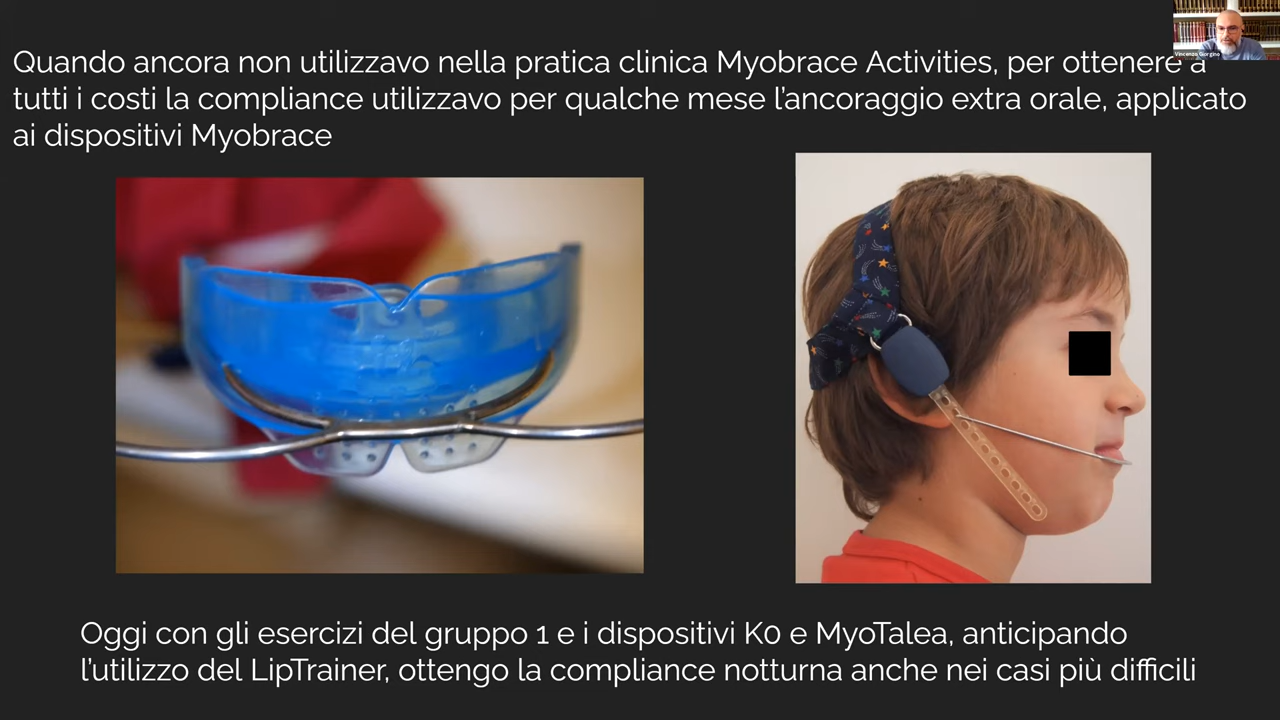 Vincenzo Giorgino
Quando ancora non utilizzavo nella pratica clinica Myobrace Activities, per ottenere a
tutti i costi la compliance utilizzavo per qualche mese l’ancoraggio extra orale, applicato
ai dispositivi Myobrace
Oggi con gli esercizi del gruppo 1 e i dispositivi K0 e MyoTalea, anticipando
l’utilizzo del LipTrainer, ottengo la compliance notturna anche nei casi più difficili